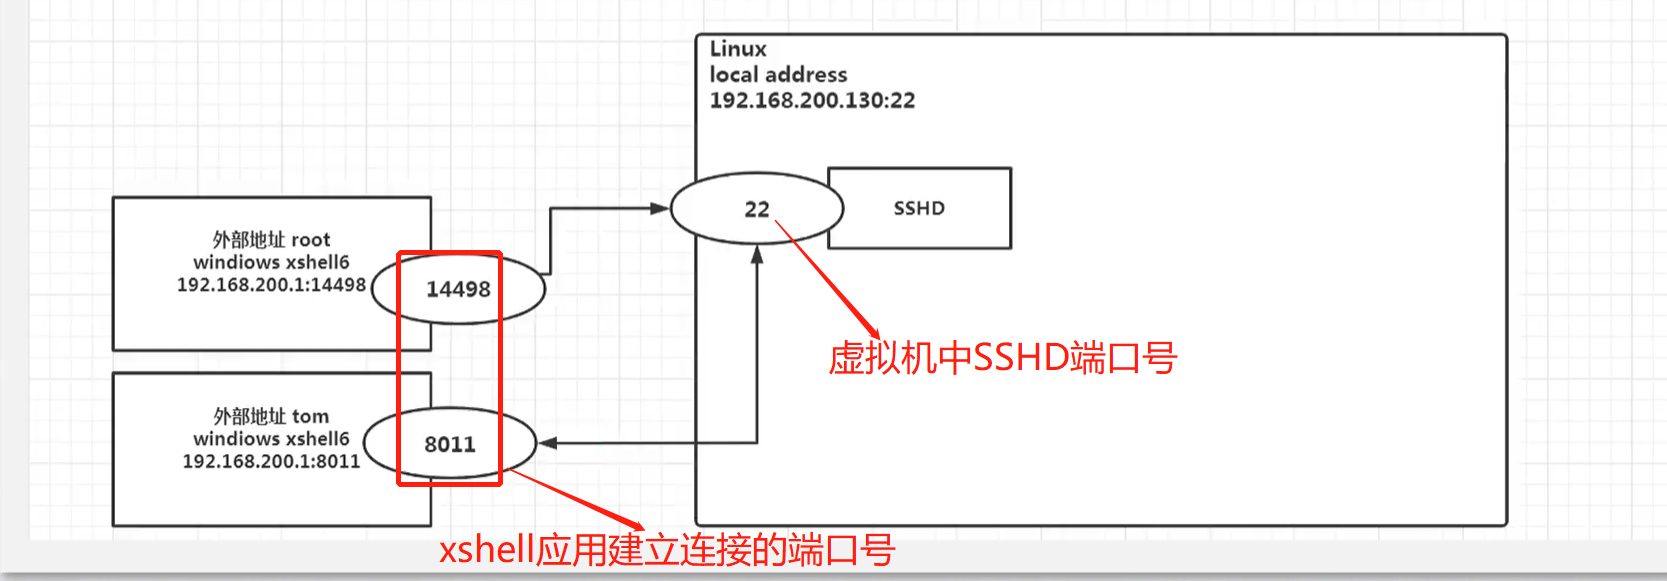 Linux
local address
192.168.200.130:22
22
SSHD
外部地址 root
windiows xshell6
192.168.200.1:14498
14498
虚拟机中SSHD端口号
外部地址 tom
windiows xshell6
192.168.200.1:8011
8011
xshell应用建立连接的端口号